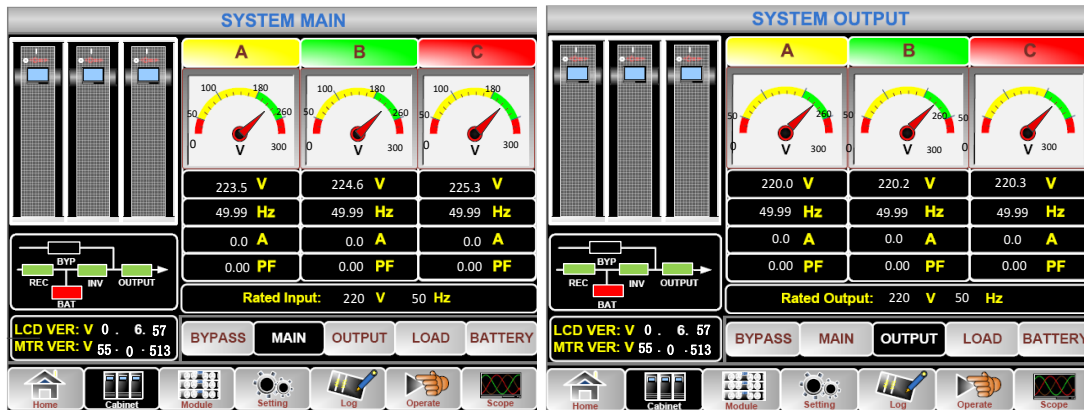 SYSTEM MAIN
A B C
100 180 100 180 100 180
50 260 50 260 50
0 V 300 0 V 300 0 V 300
223.5 V 224.6 V 225.3 V
49.99 Hz 49.99 Hz 49.99 Hz
0.0 A 0.0 A 0.0 A
0.00 PF 0.00 PF 0.00 PF
Rated Input: 220 V 50 Hz
BYP
REC INV OUTPUT
BAT
LCD VER: V 0 . 6. 57
MTR VER: V 55 . 0 . 513
BYPASS MAIN OUTPUT LOAD BATTERY
Home Cabinet Module Setting Log Operate Scope
SYSTEM OUTPUT
A B C
50 260 50 260 50
0 V 300 0 V 300 0 V 300
220.0 V 220.2 V 220.3 V
49.99 Hz 49.99 Hz 49.99 Hz
0.0 A 0.0 A 0.0 A
0.00 PF 0.00 PF 0.00 PF
Rated Output: 220 V 50 Hz
BYP
REC INV OUTPUT
BAT
LCD VER: V 0 . 6. 57
MTR VER: V 55 . 0 . 513
BYPASS MAIN OUTPUT LOAD BATTERY
Home Cabinet Module Setting Log Operate Scope